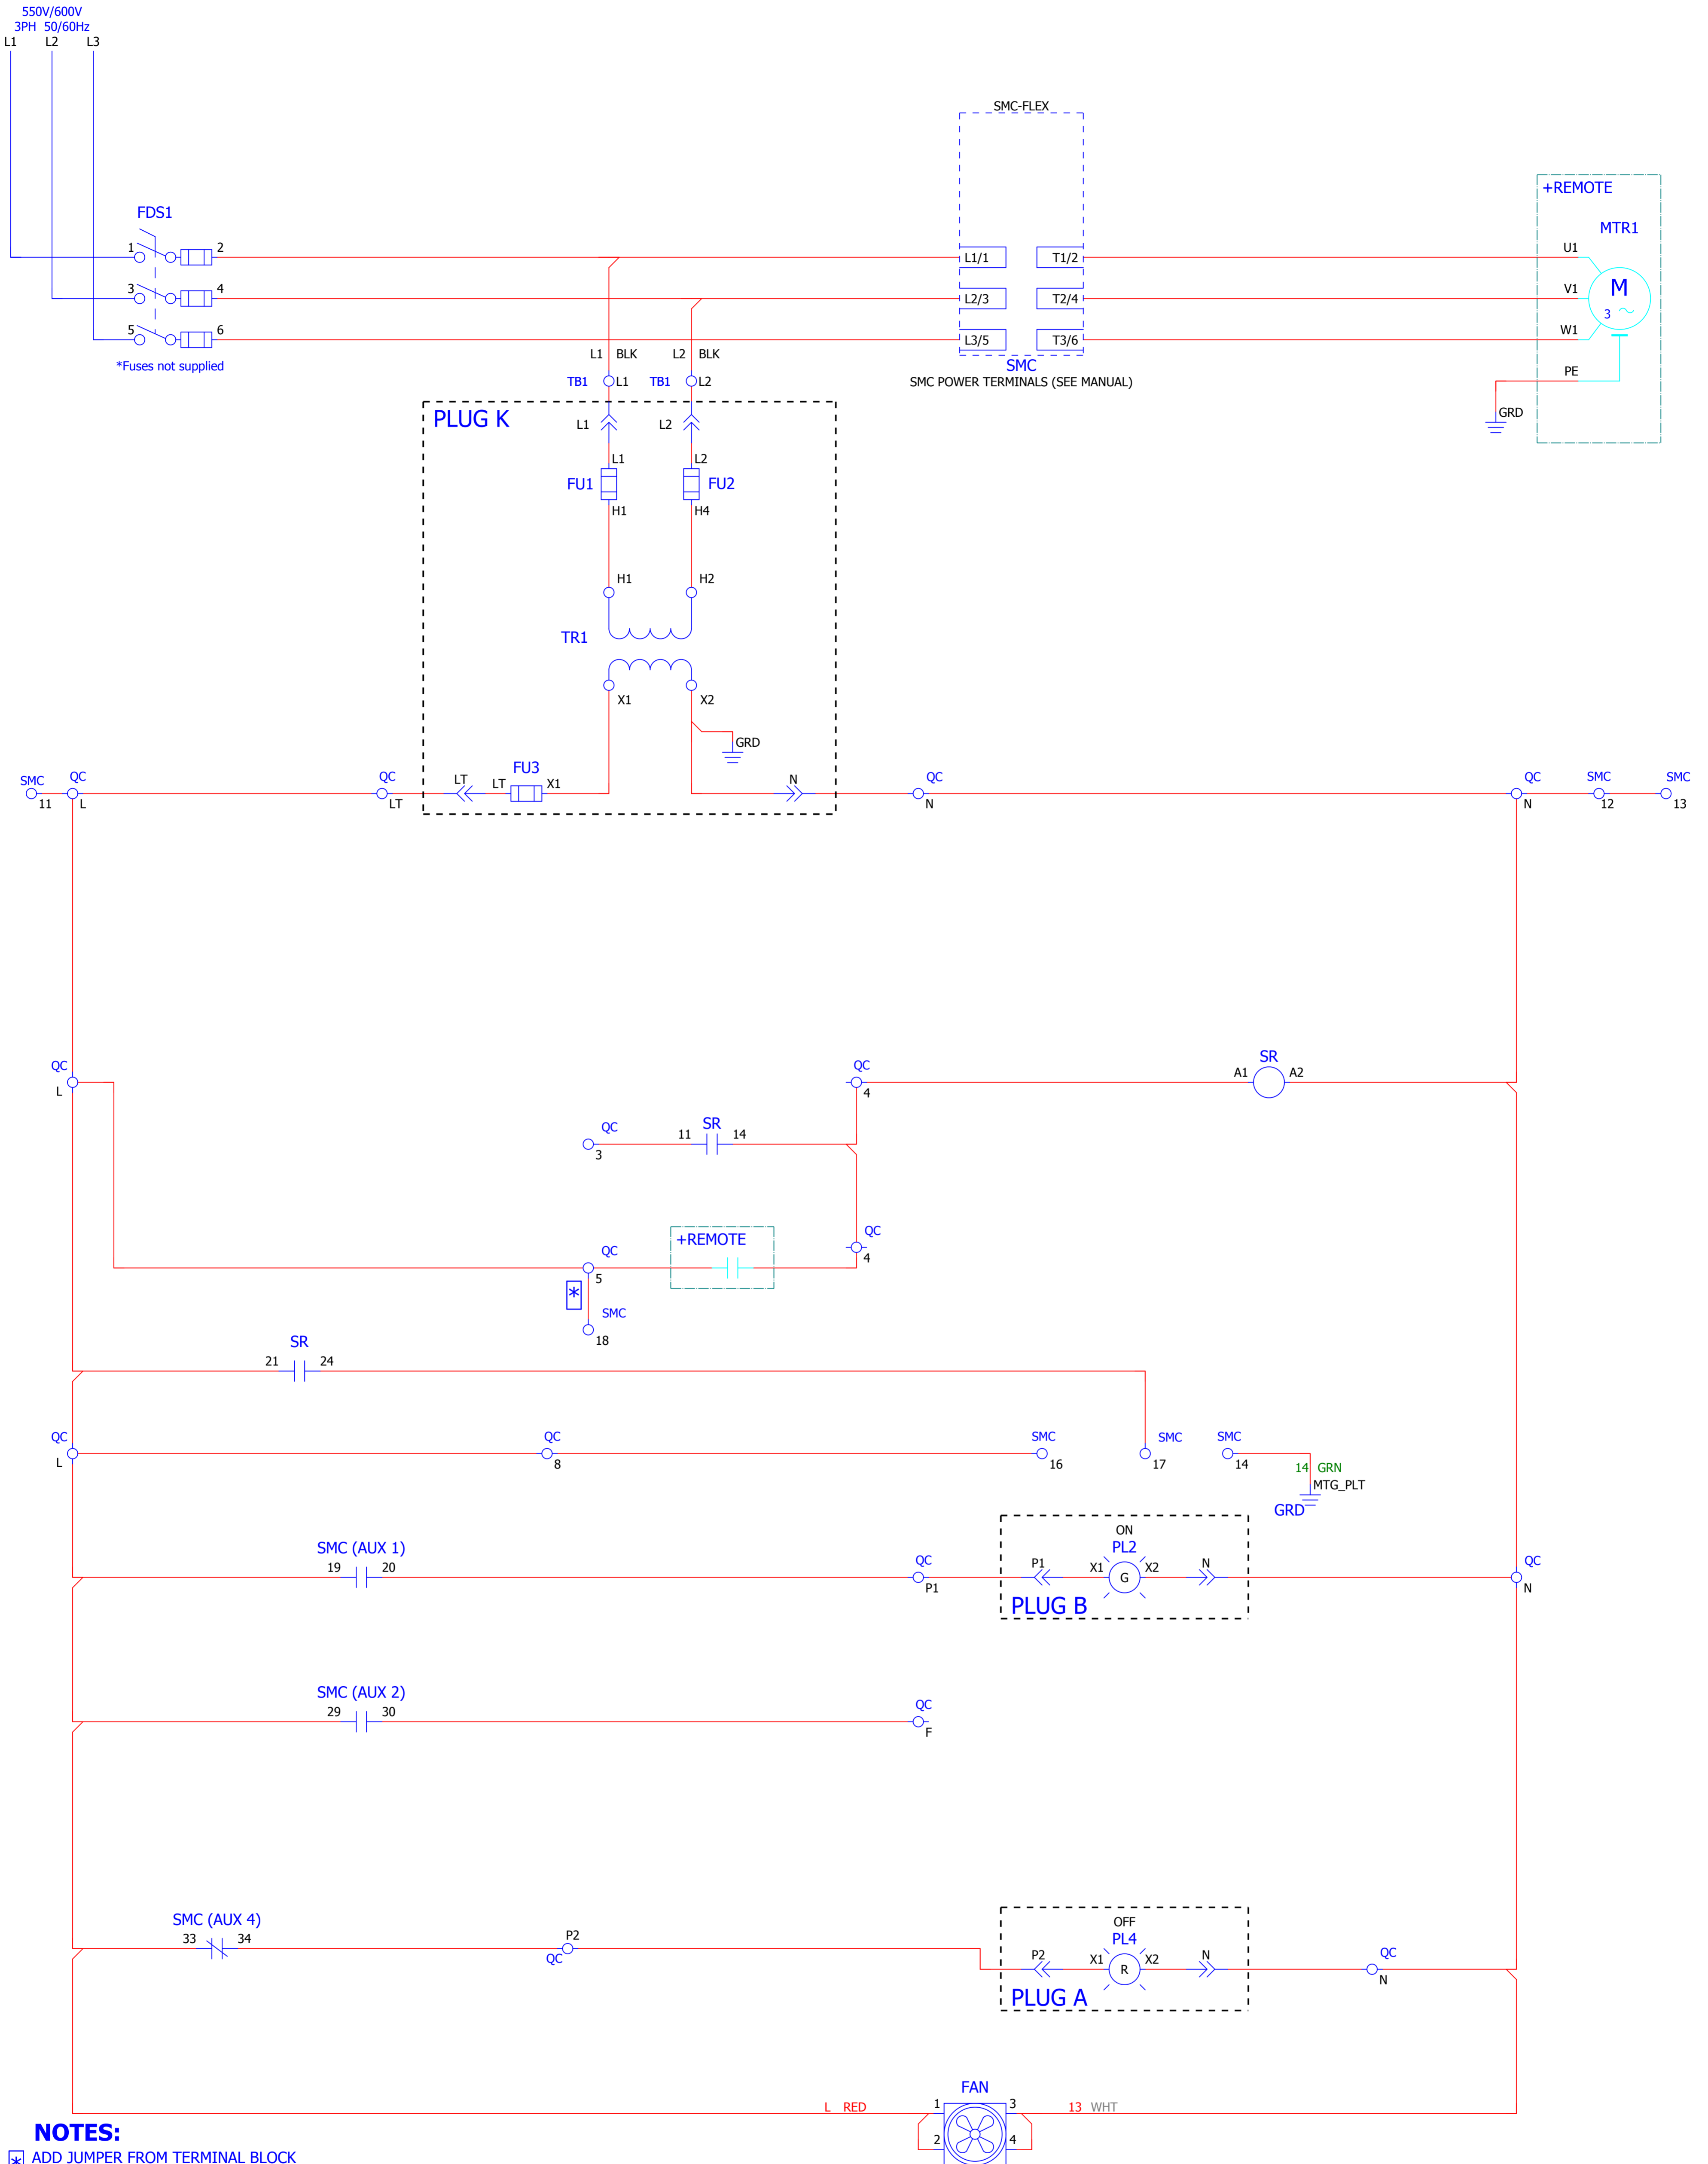 550V/600V
3PH 50/60Hz
L1 L2 L3
SMC-FLEX
+REMOTE
MTR1
FDS1
1 2 L1/1 T1/2 U1
3 4 L2/3 T2/4 V1 M
3
5 6 L3/5 T3/6 W1
*Fuses not supplied
L1 BLK L2 BLK
SMC
SMC POWER TERMINALS (SEE MANUAL)
PE
TB1 L1 TB1 L2
GRD
PLUG K
L1 L2
L1 L2
FU1 FU2
H1 H4
H1 H2
TR1
X1 X2
GRD
SMC QC QC LT LT FU3 X1 N QC QC SMC SMC
11 L LT N N 12 13
QC QC SR
L 4 A1 A2
QC 11 SR 14
3
QC
4
+REMOTE
QC
5
*
SMC
18
SR
21 24
QC QC SMC SMC SMC
L 8 16 17 14
14 GRN
MTG_PLT
GRD
ON
SMC (AUX 1) PL2
19 20 QC P1 X1 G X2 N QC
P1 N
PLUG B
SMC (AUX 2)
29 30 QC
F
SMC (AUX 4)
33 34 P2
QC
OFF
PL4
P2 X1 R X2 N QC
N
PLUG A
FAN
L RED 1 3 13 WHT
2 4
NOTES:
* ADD JUMPER FROM TERMINAL BLOCK